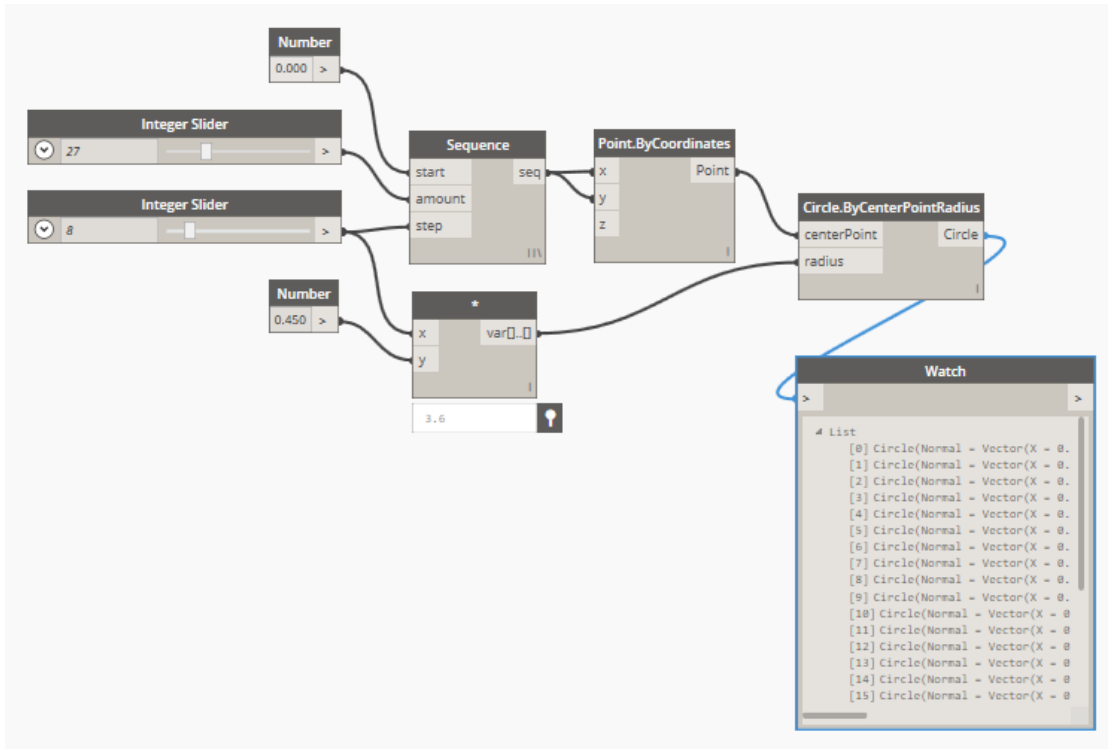 Number
0.000 >
Integer Slider
27 >
Integer Slider
8 >
Number
0.450 >
Sequence
start seq
amount
step
Point.ByCoordinates
x Point
y
z
*
x var[]..[]
y
3.6
Circle.ByCenterPointRadius
centerPoint Circle
radius
Watch
> >
List
[0] Circle(Normal = Vector(X = 0.
[1] Circle(Normal = Vector(X = 0.
[2] Circle(Normal = Vector(X = 0.
[3] Circle(Normal = Vector(X = 0.
[4] Circle(Normal = Vector(X = 0.
[5] Circle(Normal = Vector(X = 0.
[6] Circle(Normal = Vector(X = 0.
[7] Circle(Normal = Vector(X = 0.
[8] Circle(Normal = Vector(X = 0.
[9] Circle(Normal = Vector(X = 0.
[10] Circle(Normal = Vector(X = 0
[11] Circle(Normal = Vector(X = 0
[12] Circle(Normal = Vector(X = 0
[13] Circle(Normal = Vector(X = 0
[14] Circle(Normal = Vector(X = 0
[15] Circle(Normal = Vector(X = 0